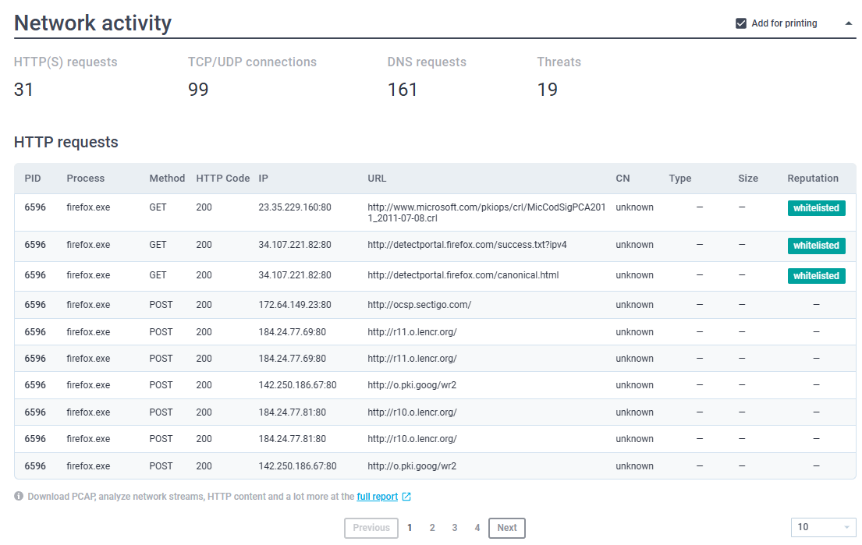 Network activity
Add for printing
HTTP(S) requests TCP/UDP connections DNS requests Threats
31 99 161 19
HTTP requests
PID Process Method HTTP Code IP URL CN Type Size Reputation
6596 firefox.exe GET 200 23.35.229.160:80 http://www.microsoft.com/pkiops/crl/MicCodSigPCA201 unknown — — whitelisted
1_2011-07-08.crl
6596 firefox.exe GET 200 34.107.221.82:80 http://detectportal.firefox.com/success.txt?ipv4 unknown — — whitelisted
6596 firefox.exe GET 200 34.107.221.82:80 http://detectportal.firefox.com/canonical.html unknown — — whitelisted
6596 firefox.exe POST 200 172.64.149.23:80 http://ocsp.sectigo.com/ unknown — — —
6596 firefox.exe POST 200 184.24.77.69:80 http://r11.o.lencr.org/ unknown — — —
6596 firefox.exe POST 200 184.24.77.69:80 http://r11.o.lencr.org/ unknown — — —
6596 firefox.exe POST 200 142.250.186.67:80 http://o.pki.goog/wr2 unknown — — —
6596 firefox.exe POST 200 184.24.77.81:80 http://r10.o.lencr.org/ unknown — — —
6596 firefox.exe POST 200 184.24.77.81:80 http://r10.o.lencr.org/ unknown — — —
6596 firefox.exe POST 200 142.250.186.67:80 http://o.pki.goog/wr2 unknown — — —
Download PCAP, analyze network streams, HTTP content and a lot more at the full report
Previous 1 2 3 4 Next 10